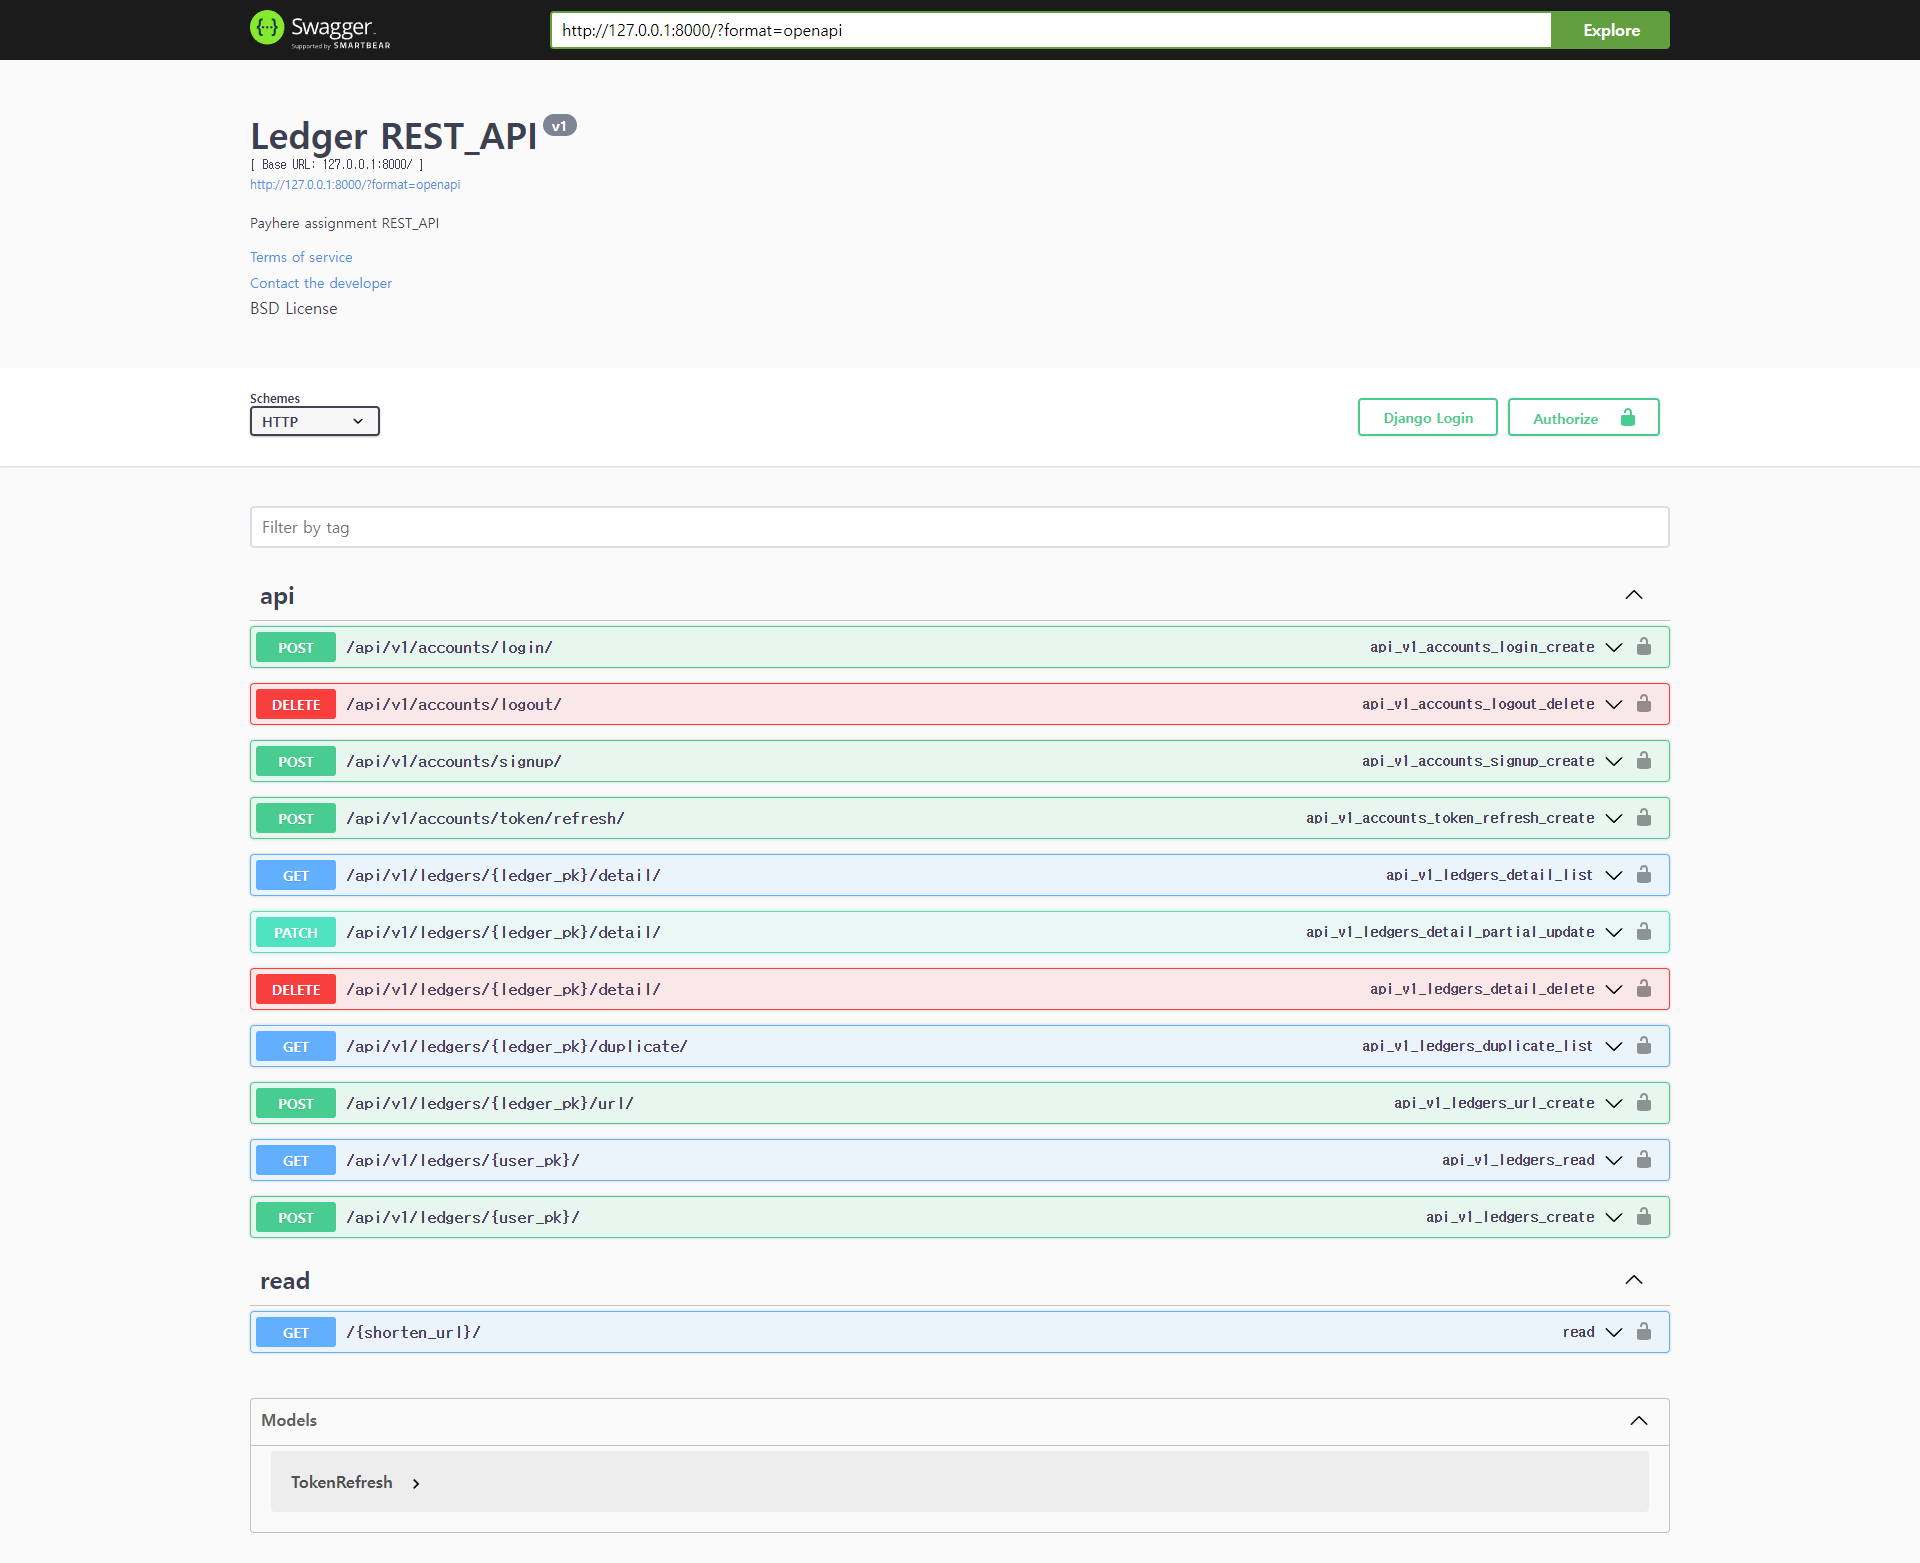 Swagger
Supported by SMARTBEAR
http://127.0.0.1:8000/?format=openapi
Explore
Ledger REST_API v1
[ Base URL: 127.0.0.1:8000/ ]
http://127.0.0.1:8000/?format=openapi
Payhere assignment REST_API
Terms of service
Contact the developer
BSD License
Schemes
HTTP
Django Login
Authorize
Filter by tag
api
POST /api/v1/accounts/login/ api_v1_accounts_login_create
DELETE /api/v1/accounts/logout/ api_v1_accounts_logout_delete
POST /api/v1/accounts/signup/ api_v1_accounts_signup_create
POST /api/v1/accounts/token/refresh/ api_v1_accounts_token_refresh_create
GET /api/v1/ledgers/{ledger_pk}/detail/ api_v1_ledgers_detail_list
PATCH /api/v1/ledgers/{ledger_pk}/detail/ api_v1_ledgers_detail_partial_update
DELETE /api/v1/ledgers/{ledger_pk}/detail/ api_v1_ledgers_detail_delete
GET /api/v1/ledgers/{ledger_pk}/duplicate/ api_v1_ledgers_duplicate_list
POST /api/v1/ledgers/{ledger_pk}/url/ api_v1_ledgers_url_create
GET /api/v1/ledgers/{user_pk}/ api_v1_ledgers_read
POST /api/v1/ledgers/{user_pk}/ api_v1_ledgers_create
read
GET /{shorten_url}/ read
Models
TokenRefresh